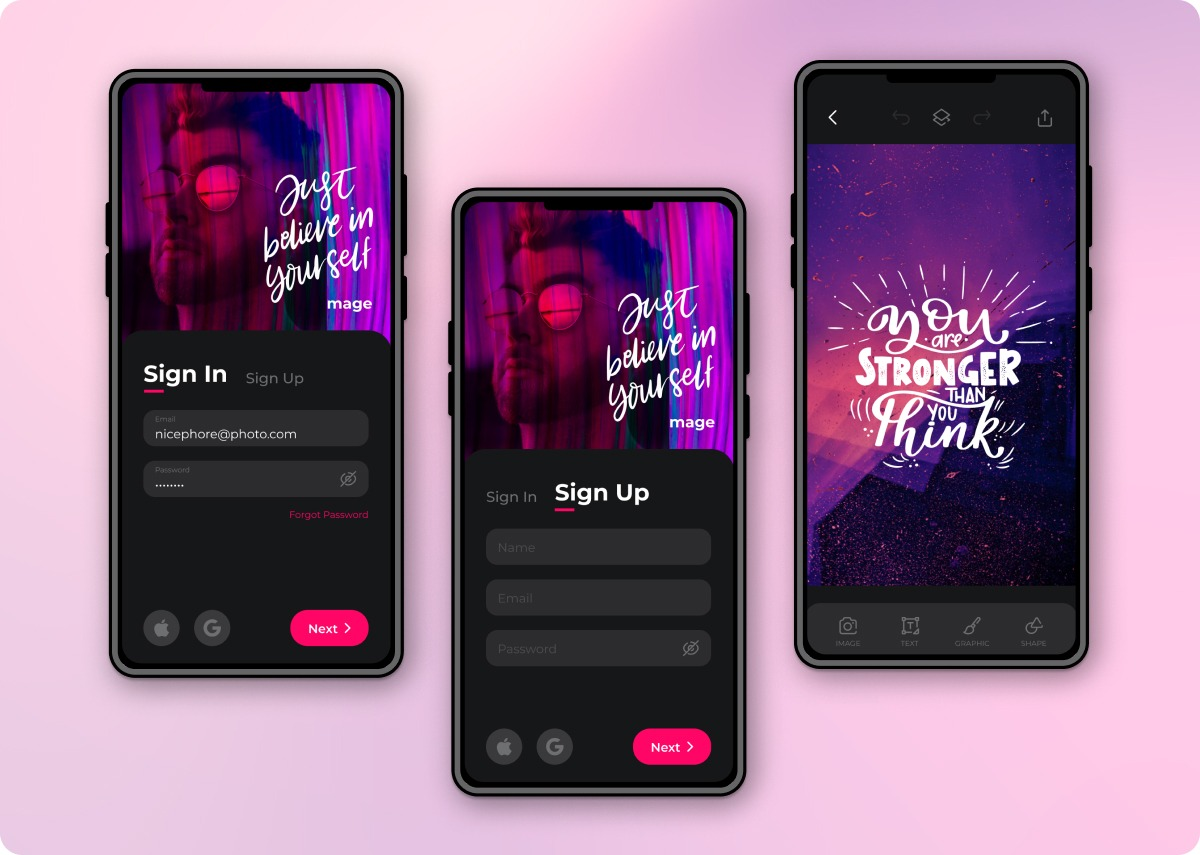 Just
believe in
yourself
mage
Sign In
Sign Up
Email
nicephore@photo.com
Password
Forgot Password
Next
Just
believe in
yourself
mage
Sign In
Sign Up
Name
Email
Password
Next
you
are
STRONGER
THAN
YOU
think
IMAGE
TEXT
GRAPHIC
SHAPE